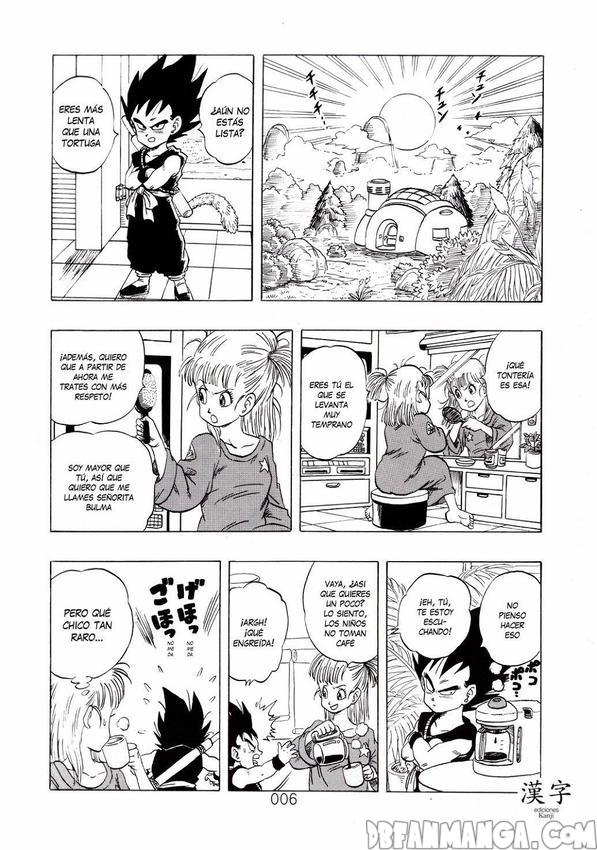 チュン
チュン
¿AÚN NO
ESTÁS
LISTA?
ERES MÁS
LENTA
QUE UNA
TORTUGA
¡QUÉ
TONTERÍA
ES ESA!
ERES TÚ EL
QUE SE
LEVANTA
MUY
TEMPRANO
¡ADEMÁS, QUIERO
QUE A PARTIR DE
AHORA ME
TRATES CON MÁS
RESPETO!
SOY MAYOR QUE
TÚ, ASÍ QUE
QUIERO QUE ME
LLAMES SEÑORITA
BULMA
NO
PIENSO
HACER
ESO
¡EH, TÚ,
TE ESTOY
ESCU-
CHANDO!
VAYA, ¿ASI
QUE QUIERES
UN POCO?
LO SIENTO,
LOS NIÑOS
NO TOMAN
CAFÉ
¡ARGH!
¡QUÉ
ENGREÍDA!
げほっ
ごほっ
PERO QUÉ
CHICO TAN
RARO...
006
漢字
ediciones
Kanji
DBFANMANGA.COM